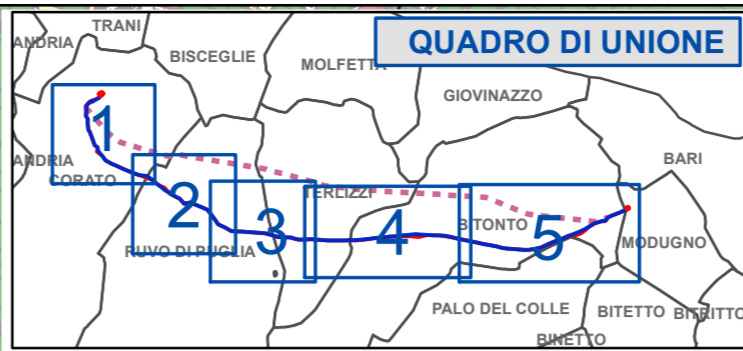 TRANI
ANDRIA
BISCEGLIE
MOLFETTA
QUADRO DI UNIONE
GIOVINAZZO
1
ANDRIA
CORATO
BARI
2
TERLIZZI
3
4
BITONTO
5
RUVO DI PUGLIA
MODUGNO
PALO DEL COLLE
BITETTO
BITRITTO
BINETTO